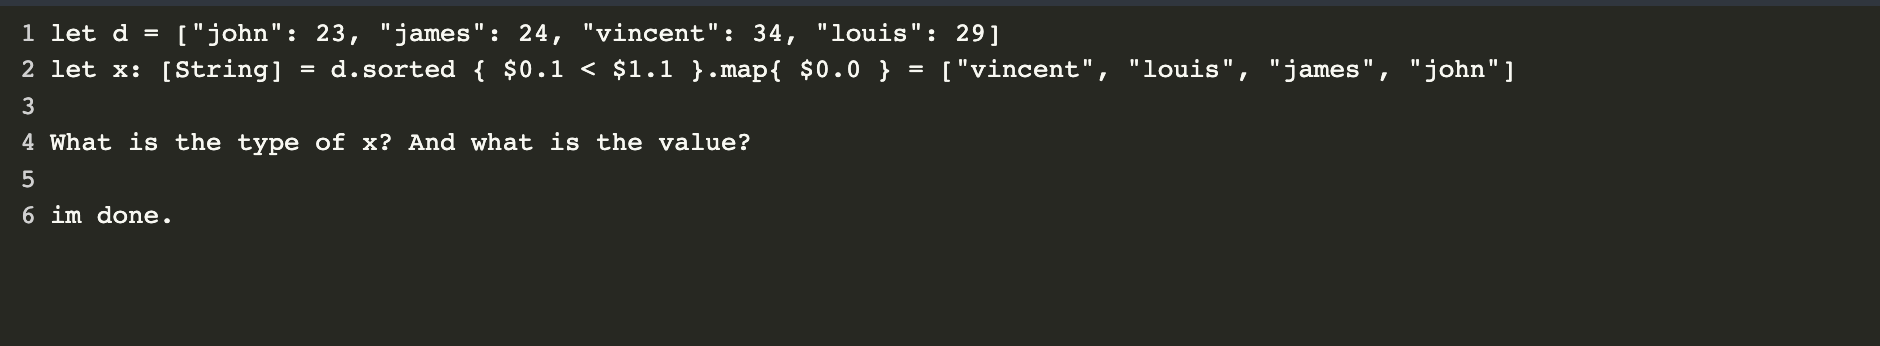 1 let d = ["john": 23, "james": 24, "vincent": 34, "louis": 29]
2 let x: [String] = d.sorted { $0.1 < $1.1 }.map{ $0.0 } = ["vincent", "louis", "james", "john"]
3
4 What is the type of x? And what is the value?
5
6 im done.